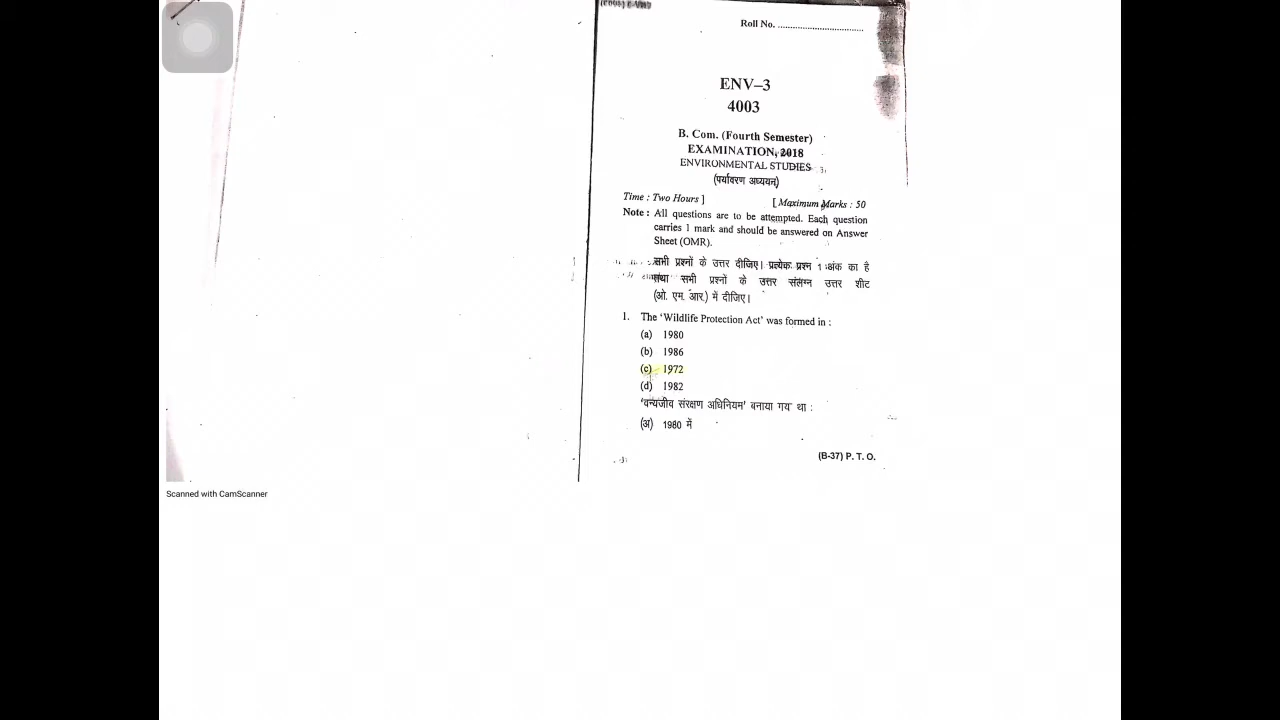 Roll No. ....................................
ENV–3
4003
B. Com. (Fourth Semester)
EXAMINATION, 2018
ENVIRONMENTAL STUDIES
(पर्यावरण अध्ययन)
Time : Two Hours ] [ Maximum Marks : 50
Note : All questions are to be attempted. Each question
carries 1 mark and should be answered on Answer
Sheet (OMR).
सभी प्रश्नों के उत्तर दीजिए। प्रत्येक प्रश्न 1 अंक का है
तथा सभी प्रश्नों के उत्तर संलग्न उत्तर शीट
(ओ. एम. आर.) में दीजिए।
1. The ‘Wildlife Protection Act’ was formed in :
(a) 1980
(b) 1986
(c) 1972
(d) 1982
‘वन्यजीव संरक्षण अधिनियम’ बनाया गय था :
(अ) 1980 में
(B-37) P. T. O.
Scanned with CamScanner